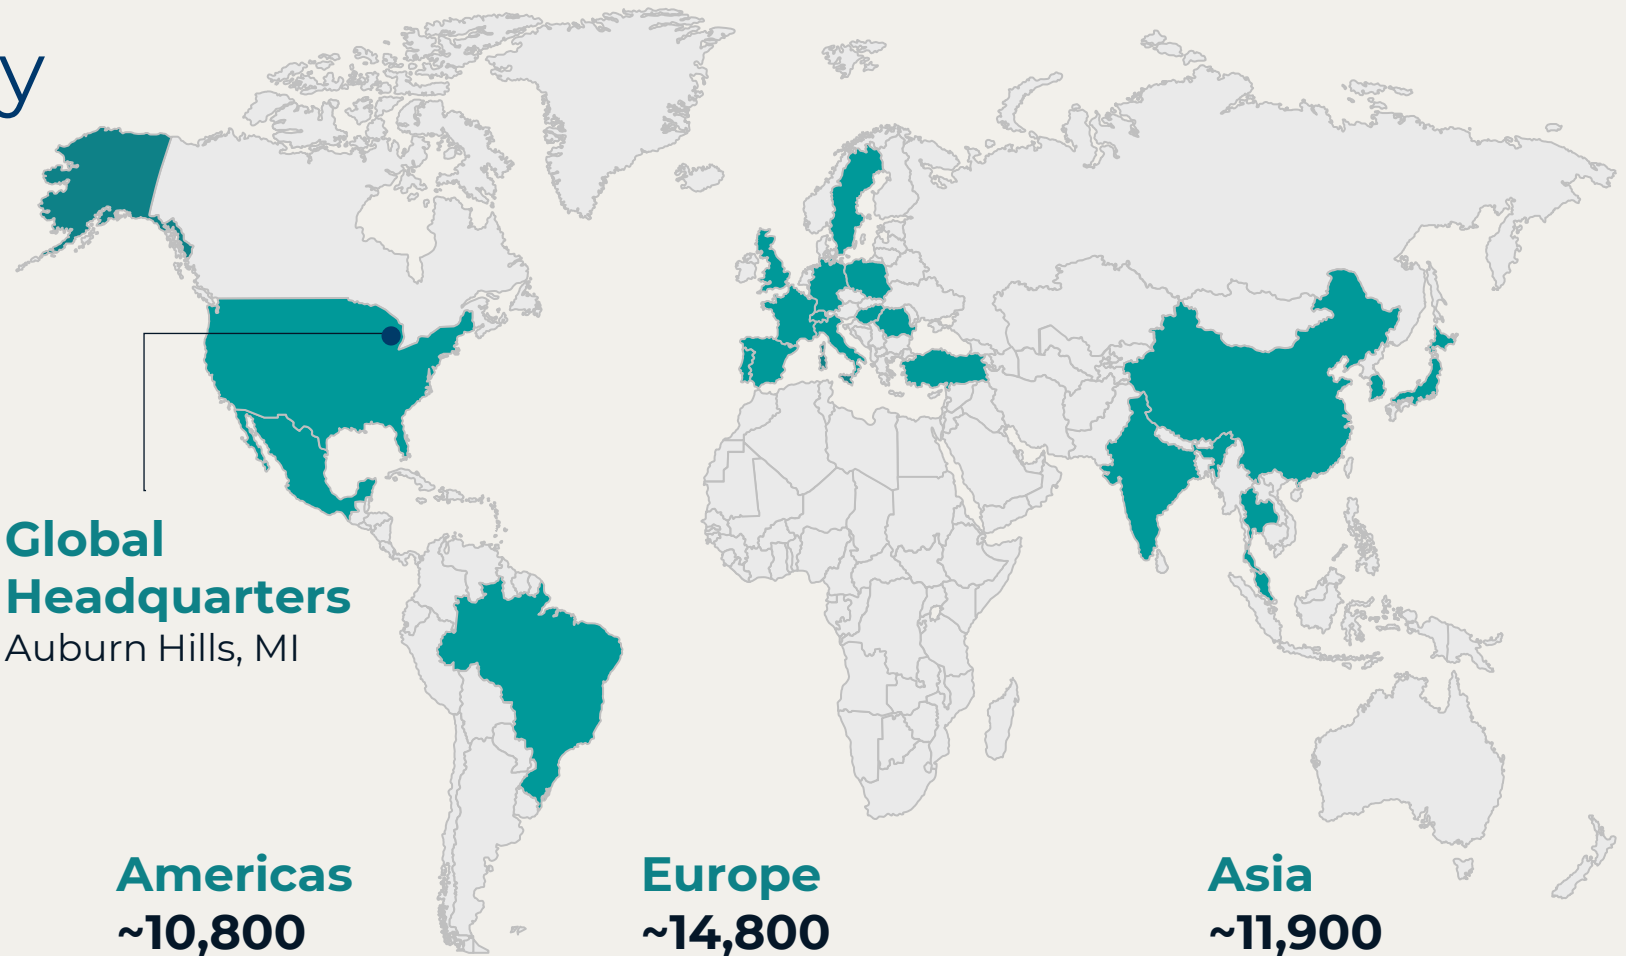 y
Global
Headquarters
Auburn Hills, MI
Americas
~10,800
Europe
~14,800
Asia
~11,900